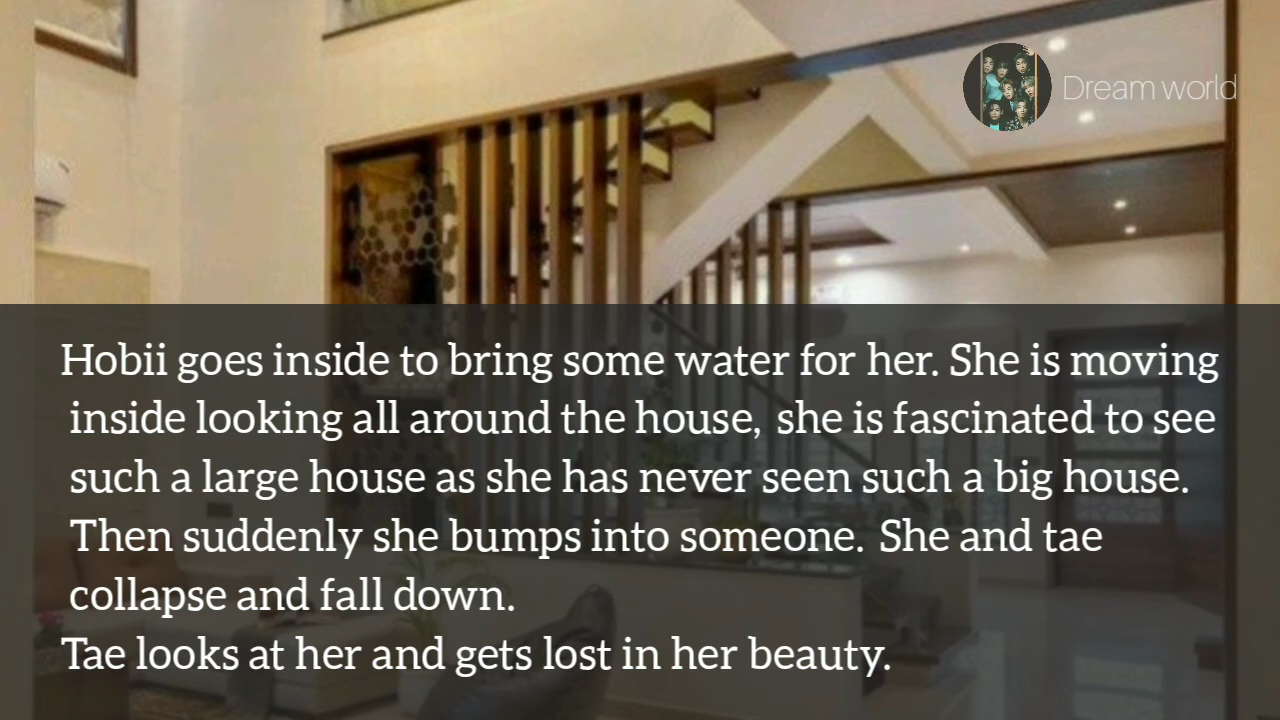 Dream world
Hobii goes inside to bring some water for her. She is moving
inside looking all around the house, she is fascinated to see
such a large house as she has never seen such a big house.
Then suddenly she bumps into someone. She and tae
collapse and fall down.
Tae looks at her and gets lost in her beauty.